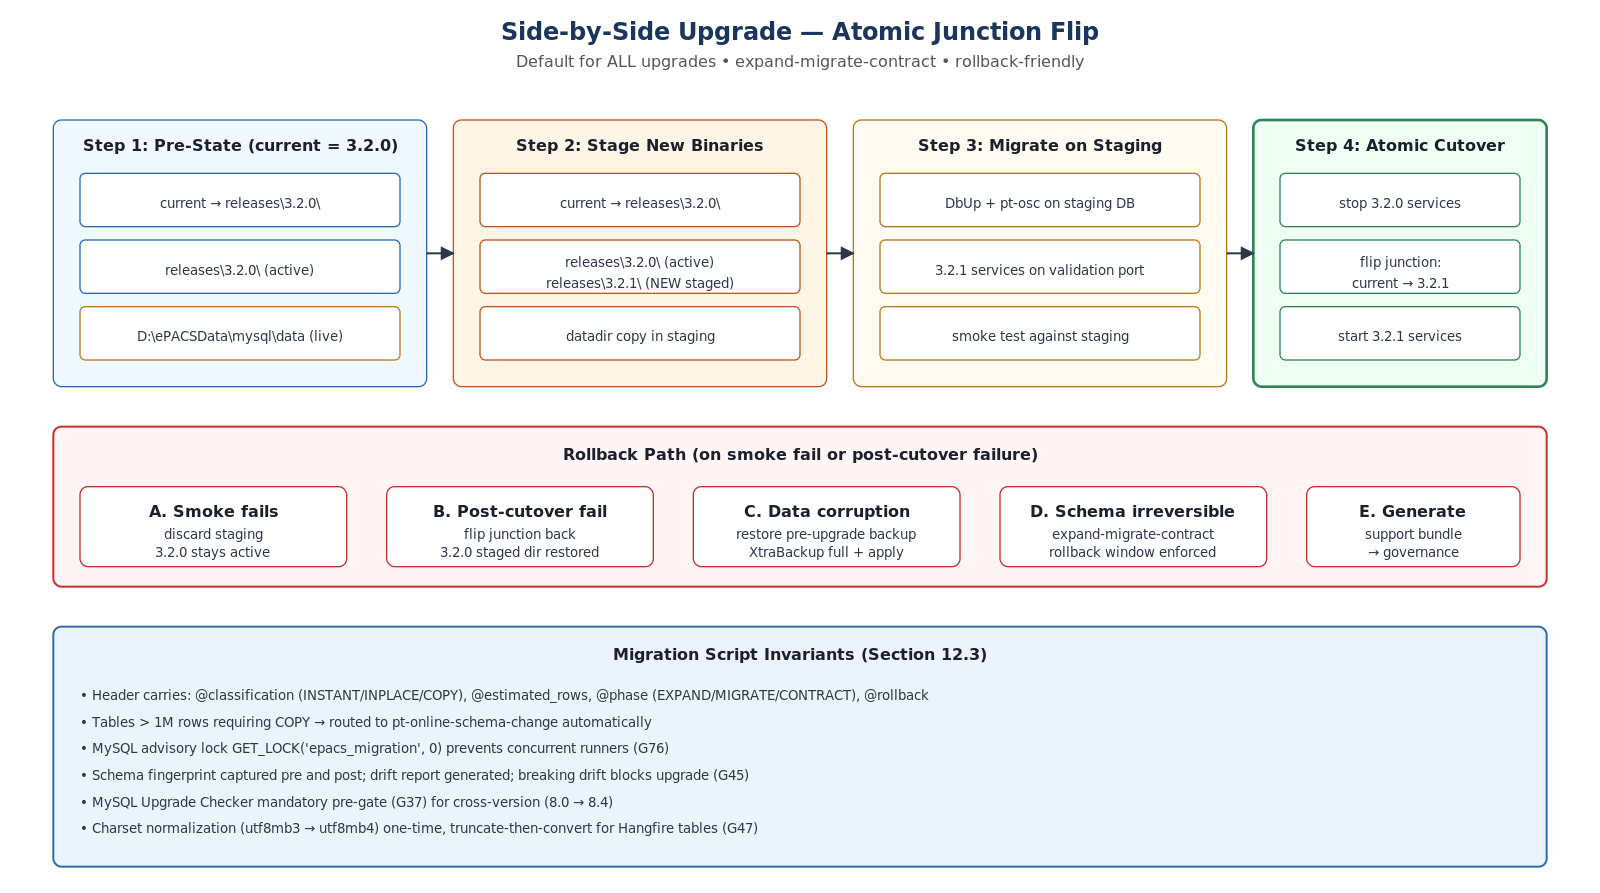 Side-by-Side Upgrade — Atomic Junction Flip
Default for ALL upgrades • expand-migrate-contract • rollback-friendly
Step 1: Pre-State (current = 3.2.0)
current → releases\3.2.0\
releases\3.2.0\ (active)
D:\ePACSData\mysql\data (live)
Step 2: Stage New Binaries
current → releases\3.2.0\
releases\3.2.0\ (active)
releases\3.2.1\ (NEW staged)
datadir copy in staging
Step 3: Migrate on Staging
DbUp + pt-osc on staging DB
3.2.1 services on validation port
smoke test against staging
Step 4: Atomic Cutover
stop 3.2.0 services
flip junction:
current → 3.2.1
start 3.2.1 services
Rollback Path (on smoke fail or post-cutover failure)
A. Smoke fails
discard staging
3.2.0 stays active
B. Post-cutover fail
flip junction back
3.2.0 staged dir restored
C. Data corruption
restore pre-upgrade backup
XtraBackup full + apply
D. Schema irreversible
expand-migrate-contract
rollback window enforced
E. Generate
support bundle
→ governance
Migration Script Invariants (Section 12.3)
• Header carries: @classification (INSTANT/INPLACE/COPY), @estimated_rows, @phase (EXPAND/MIGRATE/CONTRACT), @rollback
• Tables > 1M rows requiring COPY → routed to pt-online-schema-change automatically
• MySQL advisory lock GET_LOCK('epacs_migration', 0) prevents concurrent runners (G76)
• Schema fingerprint captured pre and post; drift report generated; breaking drift blocks upgrade (G45)
• MySQL Upgrade Checker mandatory pre-gate (G37) for cross-version (8.0 → 8.4)
• Charset normalization (utf8mb3 → utf8mb4) one-time, truncate-then-convert for Hangfire tables (G47)